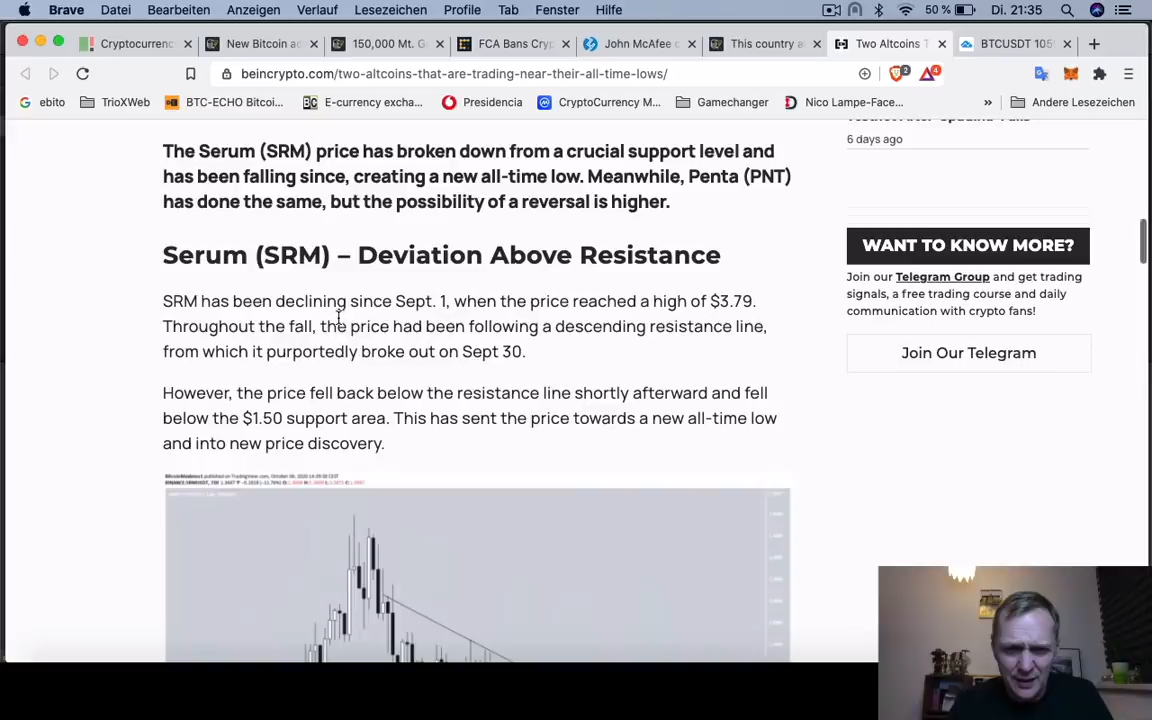 Brave Datei Bearbeiten Anzeigen Verlauf Lesezeichen Profile Tab Fenster Hilfe 50 % Di. 21:35
Cryptocurrenc New Bitcoin ac 150,000 Mt. G FCA Bans Cryp John McAfee c This country a Two Altcoins T BTCUSDT 105
beincrypto.com/two-altcoins-that-are-trading-near-their-all-time-lows/ 2 4
ebito TrioXWeb BTC-ECHO Bitcoi... E-currency excha... Presidencia CryptoCurrency M... Gamechanger Nico Lampe-Face... » Andere Lesezeichen
6 days ago
The Serum (SRM) price has broken down from a crucial support level and
has been falling since, creating a new all-time low. Meanwhile, Penta (PNT)
has done the same, but the possibility of a reversal is higher.
Serum (SRM) – Deviation Above Resistance
SRM has been declining since Sept. 1, when the price reached a high of $3.79.
Throughout the fall, the price had been following a descending resistance line,
from which it purportedly broke out on Sept 30.
However, the price fell back below the resistance line shortly afterward and fell
below the $1.50 support area. This has sent the price towards a new all-time low
and into new price discovery.
WANT TO KNOW MORE?
Join our Telegram Group and get trading
signals, a free trading course and daily
communication with crypto fans!
Join Our Telegram